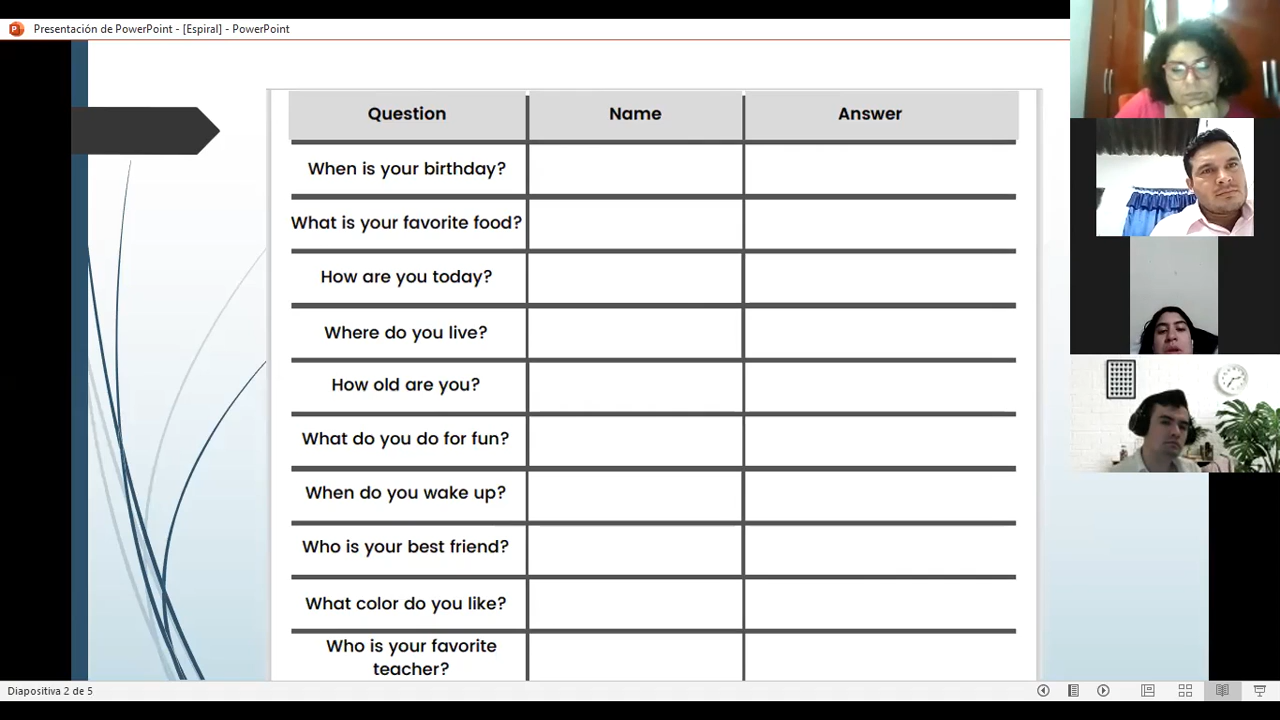 Presentación de PowerPoint - [Espiral] - PowerPoint
Question Name Answer
When is your birthday?
What is your favorite food?
How are you today?
Where do you live?
How old are you?
What do you do for fun?
When do you wake up?
Who is your best friend?
What color do you like?
Who is your favorite
teacher?
Diapositiva 2 de 5